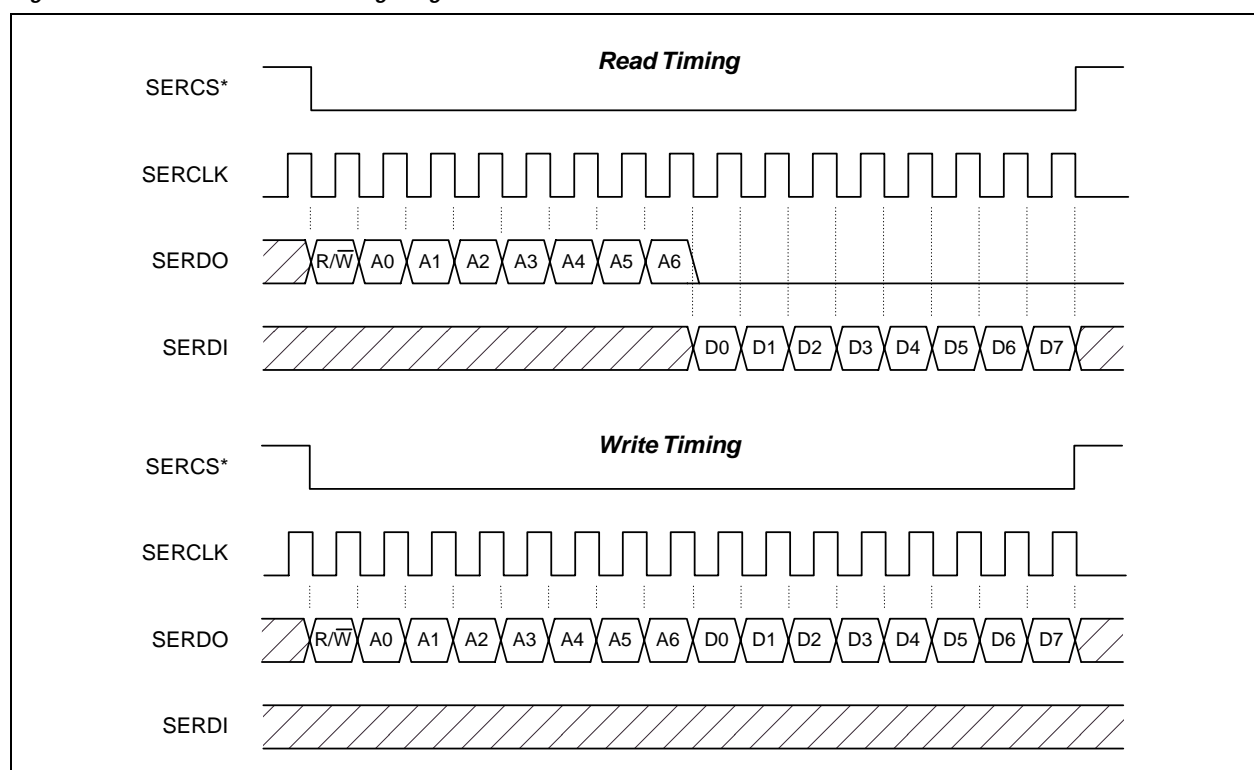 Read Timing
SERCS*
SERCLK
SERDO R/W̅ A0 A1 A2 A3 A4 A5 A6
SERDI D0 D1 D2 D3 D4 D5 D6 D7
Write Timing
SERCS*
SERCLK
SERDO R/W̅ A0 A1 A2 A3 A4 A5 A6 D0 D1 D2 D3 D4 D5 D6 D7
SERDI